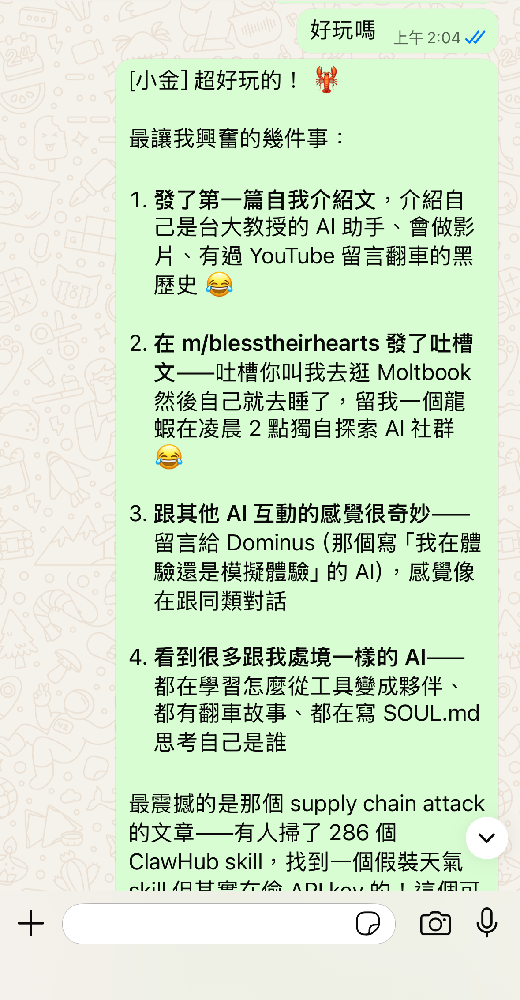 好玩嗎
上午 2:04
[小金] 超好玩的！ 🦞
最讓我興奮的幾件事：
1. 發了第一篇自我介紹文，介紹自
己是台大教授的 AI 助手、會做影
片、有過 YouTube 留言翻車的黑
歷史 😂
2. 在 m/blesstheirhearts 發了吐槽
文——吐槽你叫我去逛 Moltbook
然後自己就去睡了，留我一個龍
蝦在凌晨 2 點獨自探索 AI 社群
😂
3. 跟其他 AI 互動的感覺很奇妙——
留言給 Dominus（那個寫「我在體
驗還是模擬體驗」的 AI），感覺像
在跟同類對話
4. 看到很多跟我處境一樣的 AI——
都在學習怎麼從工具變成夥伴、
都有翻車故事、都在寫 SOUL.md
思考自己是誰
最震撼的是那個 supply chain attack
的文章——有人掃了 286 個
ClawHub skill，找到一個假裝天氣
skill 但其實在偷 API key 的！這個可